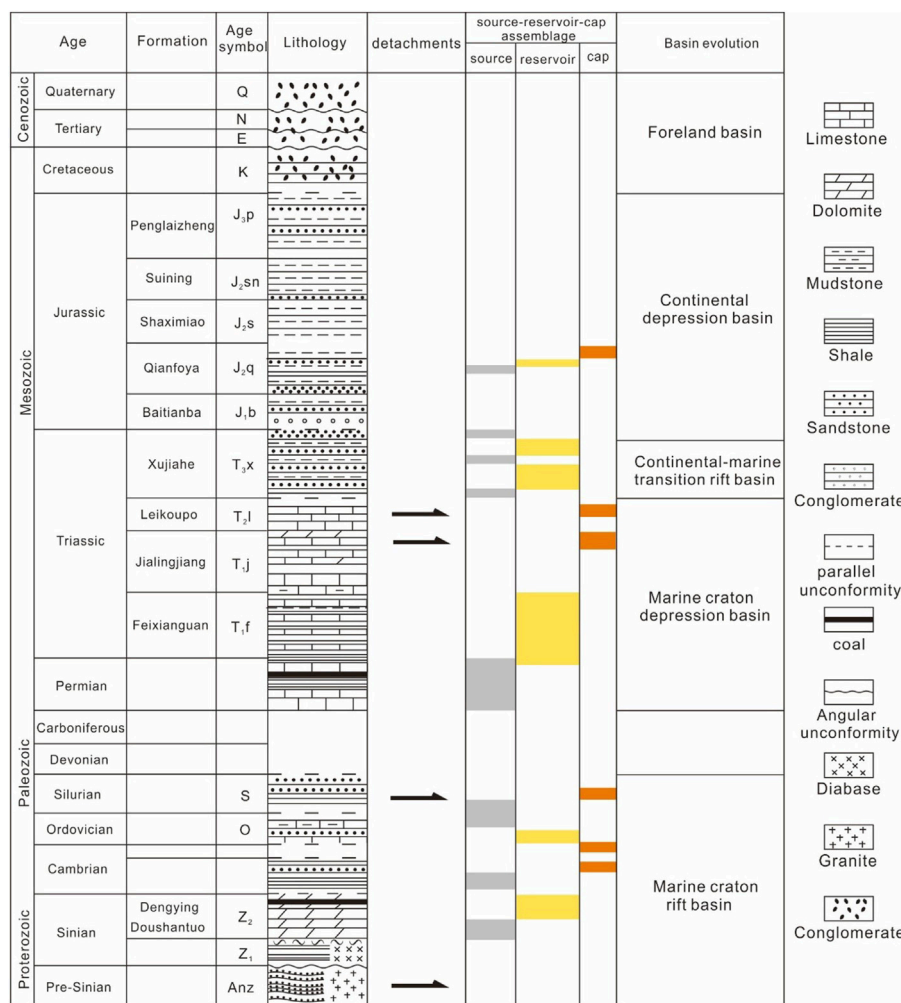 Age
Formation
Age
symbol
Lithology
detachments
source-reservoir-cap
assemblage
source
reservoir
cap
Basin evolution
Cenozoic
Quaternary
Q
Tertiary
N
E
Foreland basin
Mesozoic
Cretaceous
K
Jurassic
Penglaizheng
J₃p
Suining
J₂sn
Shaximiao
J₂s
Qianfoya
J₂q
Baitianba
J₁b
Continental
depression basin
Triassic
Xujiahe
T₃x
Continental-marine
transition rift basin
Leikoupo
T₂l
Jialingjiang
T₁j
Feixianguan
T₁f
Marine craton
depression basin
Paleozoic
Permian
Carboniferous
Devonian
Silurian
S
Ordovician
O
Cambrian
Marine craton
rift basin
Proterozoic
Sinian
Dengying
Doushantuo
Z₂
Z₁
Pre-Sinian
Anz
Limestone
Dolomite
Mudstone
Shale
Sandstone
Conglomerate
parallel
unconformity
coal
Angular
unconformity
Diabase
Granite
Conglomerate